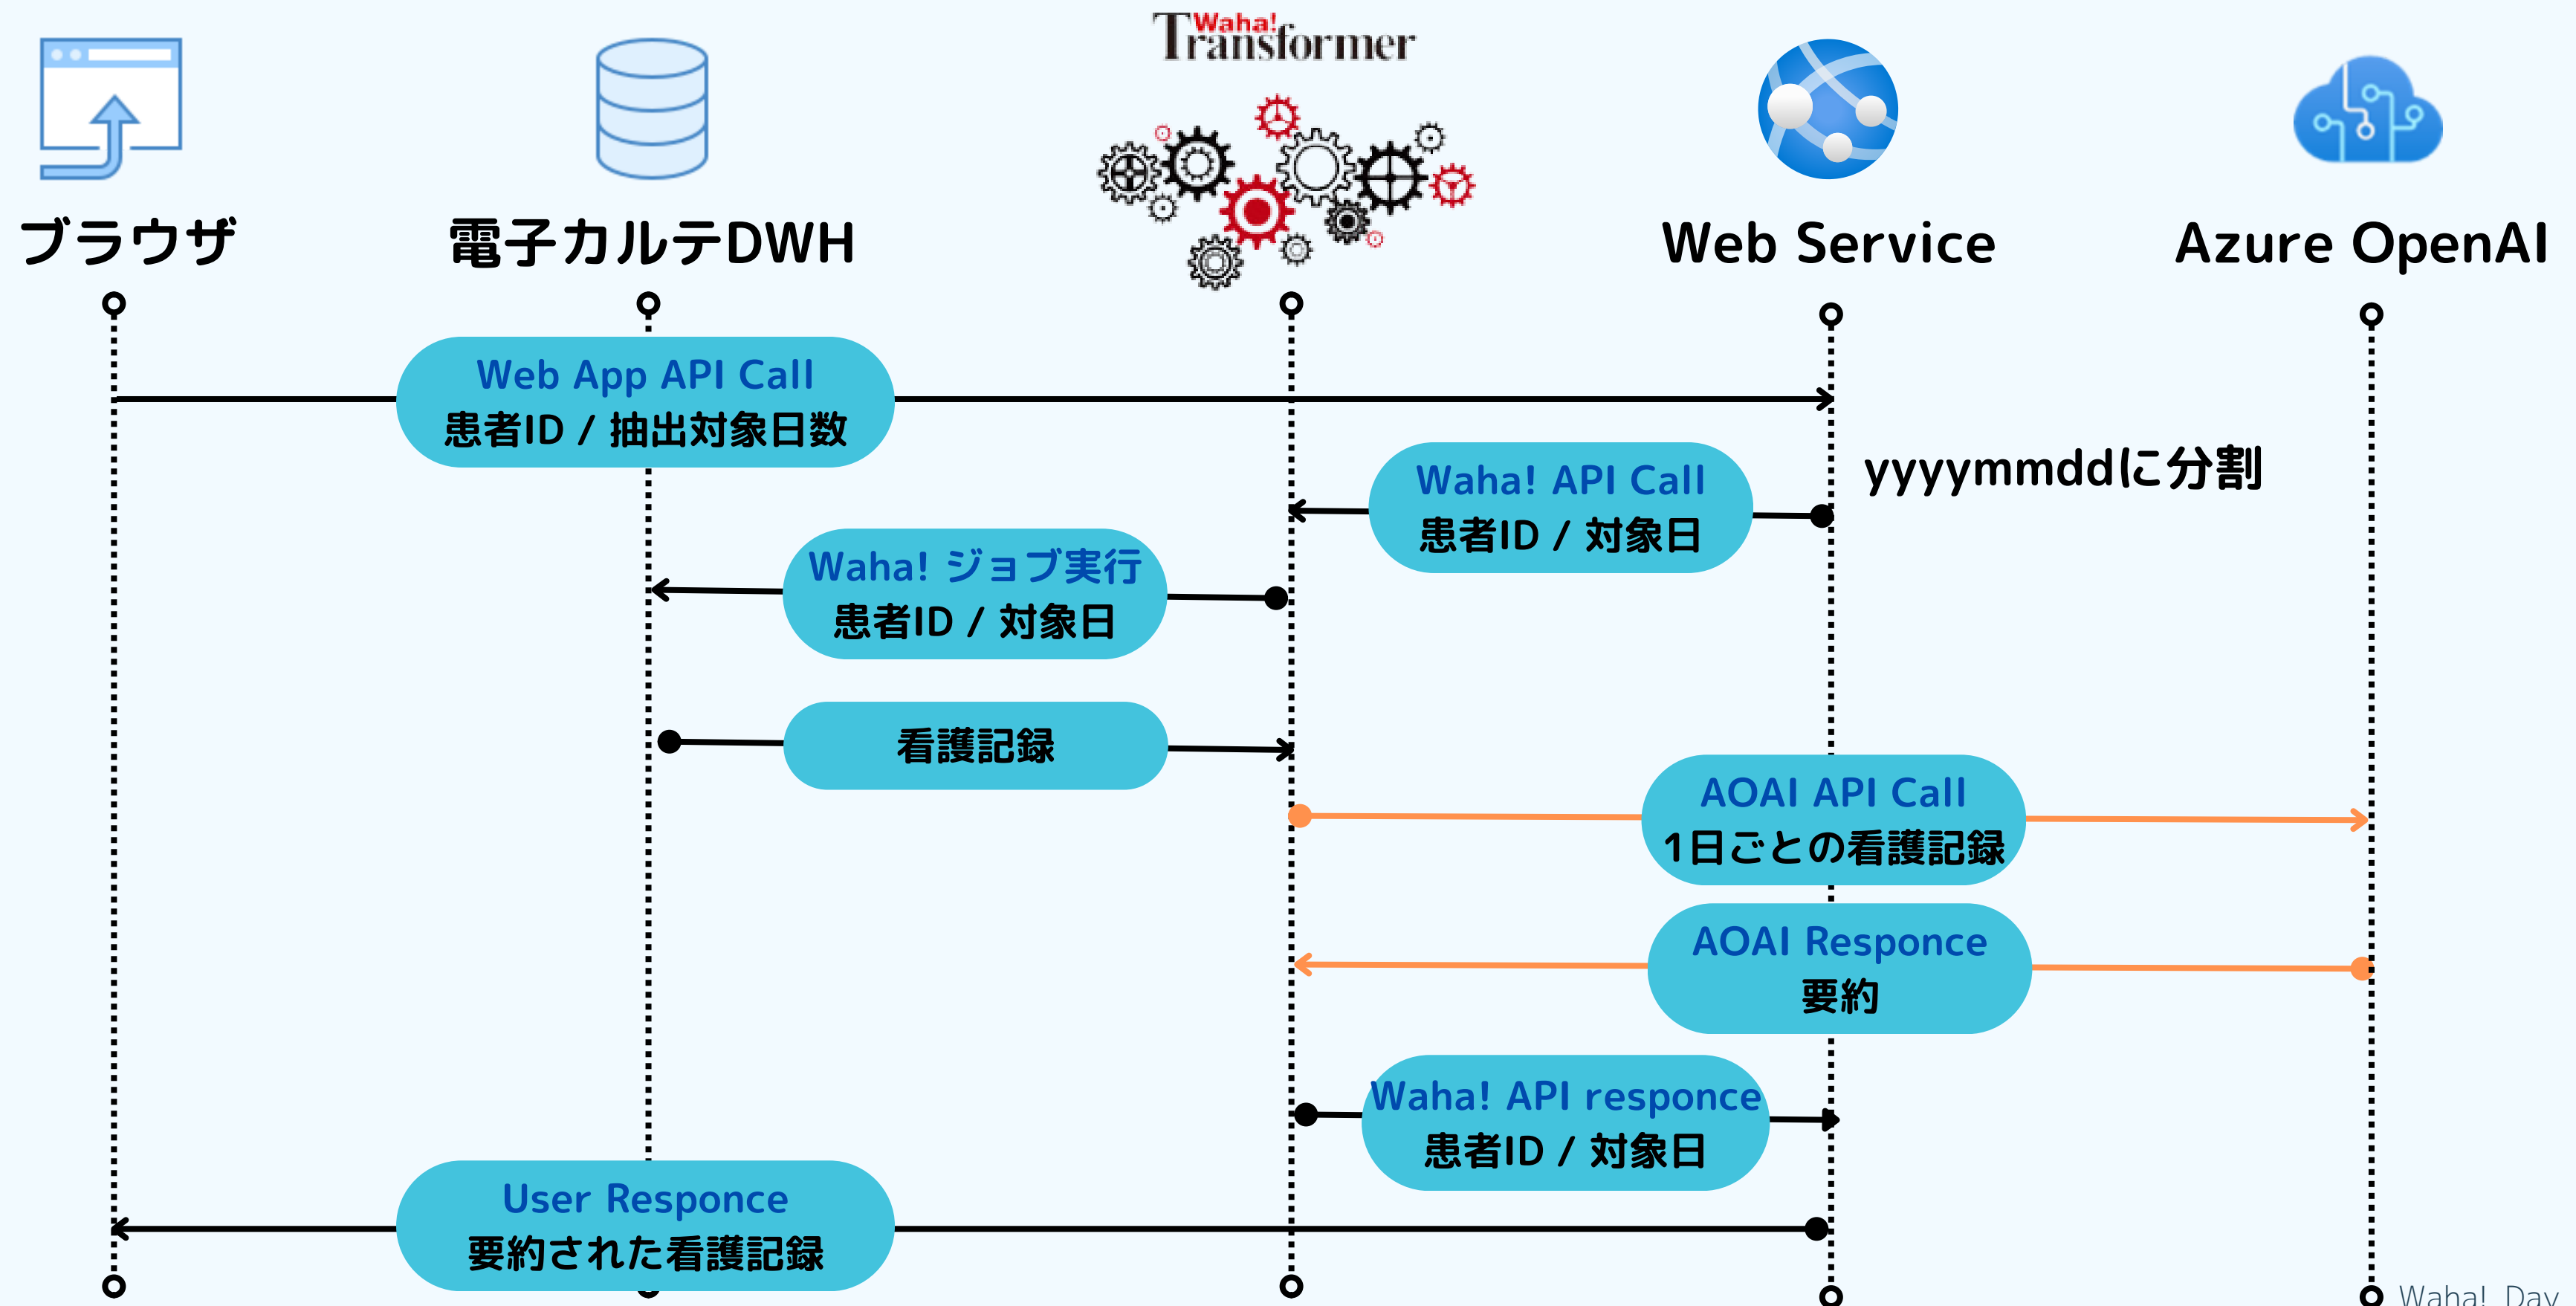 Waha!
Transformer
ブラウザ
電子カルテDWH
Web Service
Azure OpenAI
Web App API Call
患者ID / 抽出対象日数
yyyymmddに分割
Waha! API Call
患者ID / 対象日
Waha! ジョブ実行
患者ID / 対象日
看護記録
AOAI API Call
1日ごとの看護記録
AOAI Responce
要約
Waha! API responce
患者ID / 対象日
User Responce
要約された看護記録
Waha! Day